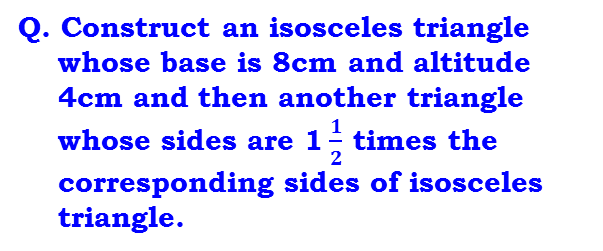 Q. Construct an isosceles triangle
whose base is 8cm and altitude
4cm and then another triangle
whose sides are 1 1/2 times the
corresponding sides of isosceles
triangle.